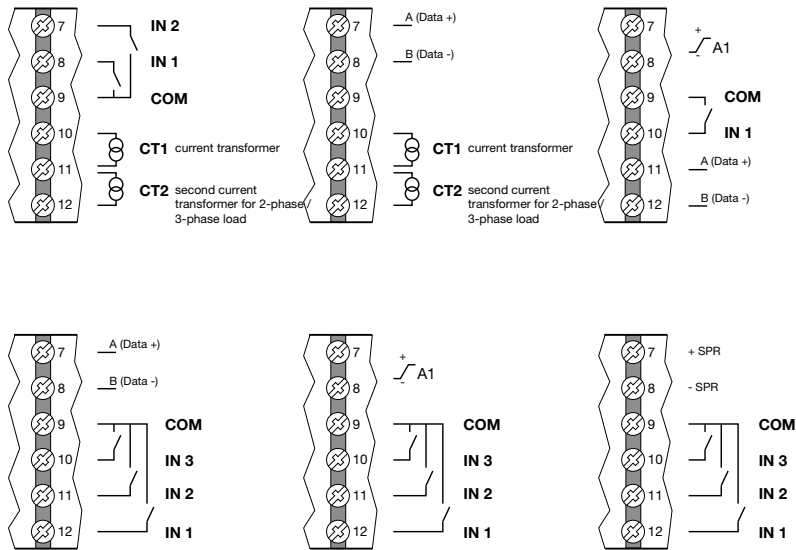 7 IN 2
8 IN 1
9 COM
10
CT1 current transformer
11
CT2 second current
12 transformer for 2-phase /
3-phase load
7 A (Data +)
8 B (Data -)
9
10
CT1 current transformer
11
CT2 second current
12 transformer for 2-phase/
3-phase load
7 +
8 - A1
9 COM
10 IN 1
11 A (Data +)
12 B (Data -)
7 A (Data +)
8 B (Data -)
9 COM
10 IN 3
11 IN 2
12 IN 1
7 +
8 - A1
9 COM
10 IN 3
11 IN 2
12 IN 1
7 + SPR
8 - SPR
9 COM
10 IN 3
11 IN 2
12 IN 1